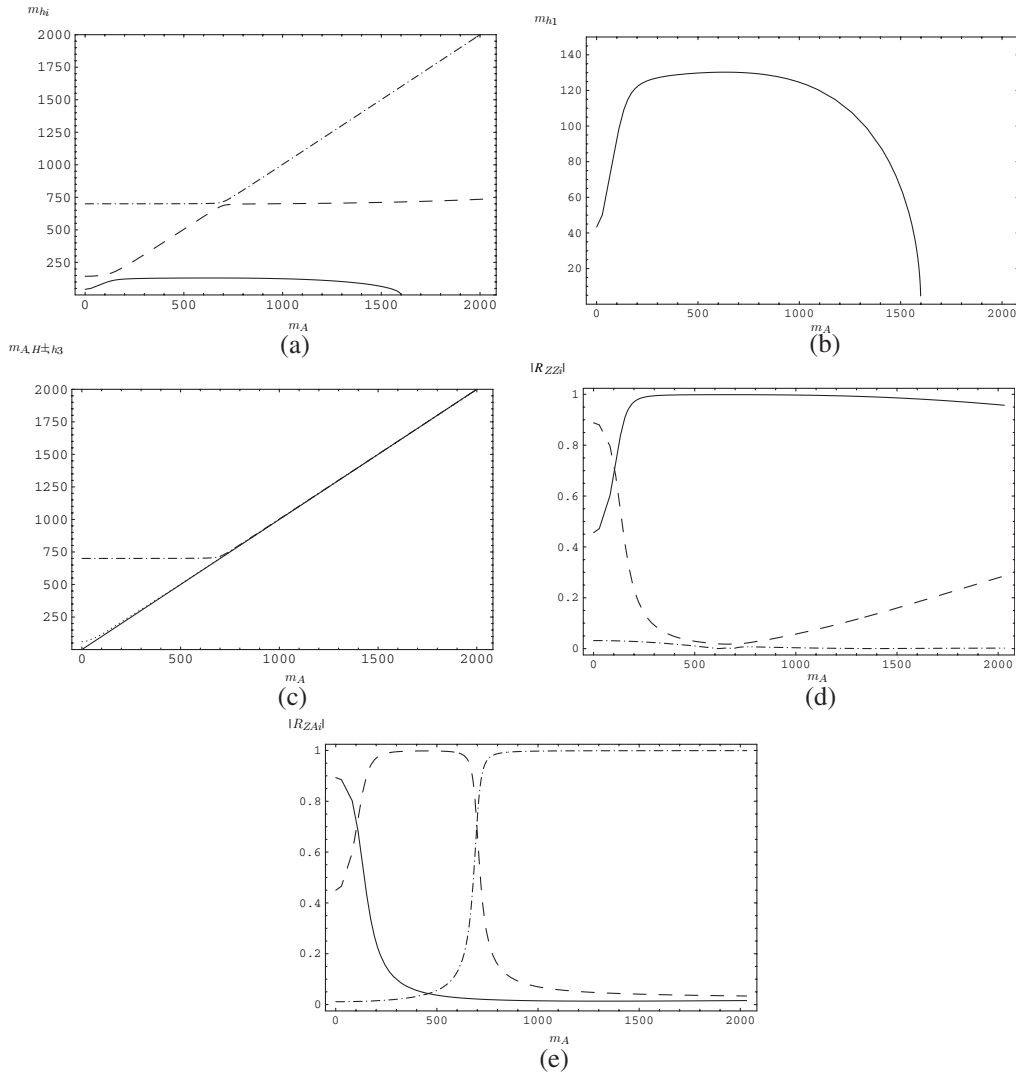 m_{hi}
2000
1750
1500
1250
1000
750
500
250
0 500 1000 1500 2000
m_A
(a)
m_{h1}
140
120
100
80
60
40
20
0 500 1000 1500 2000
m_A
(b)
m_{A,H±,h3}
2000
1750
1500
1250
1000
750
500
250
0 500 1000 1500 2000
m_A
(c)
|R_{ZZi}|
1
0.8
0.6
0.4
0.2
0
0 500 1000 1500 2000
m_A
(d)
|R_{ZAi}|
1
0.8
0.6
0.4
0.2
0
0 500 1000 1500 2000
m_A
(e)